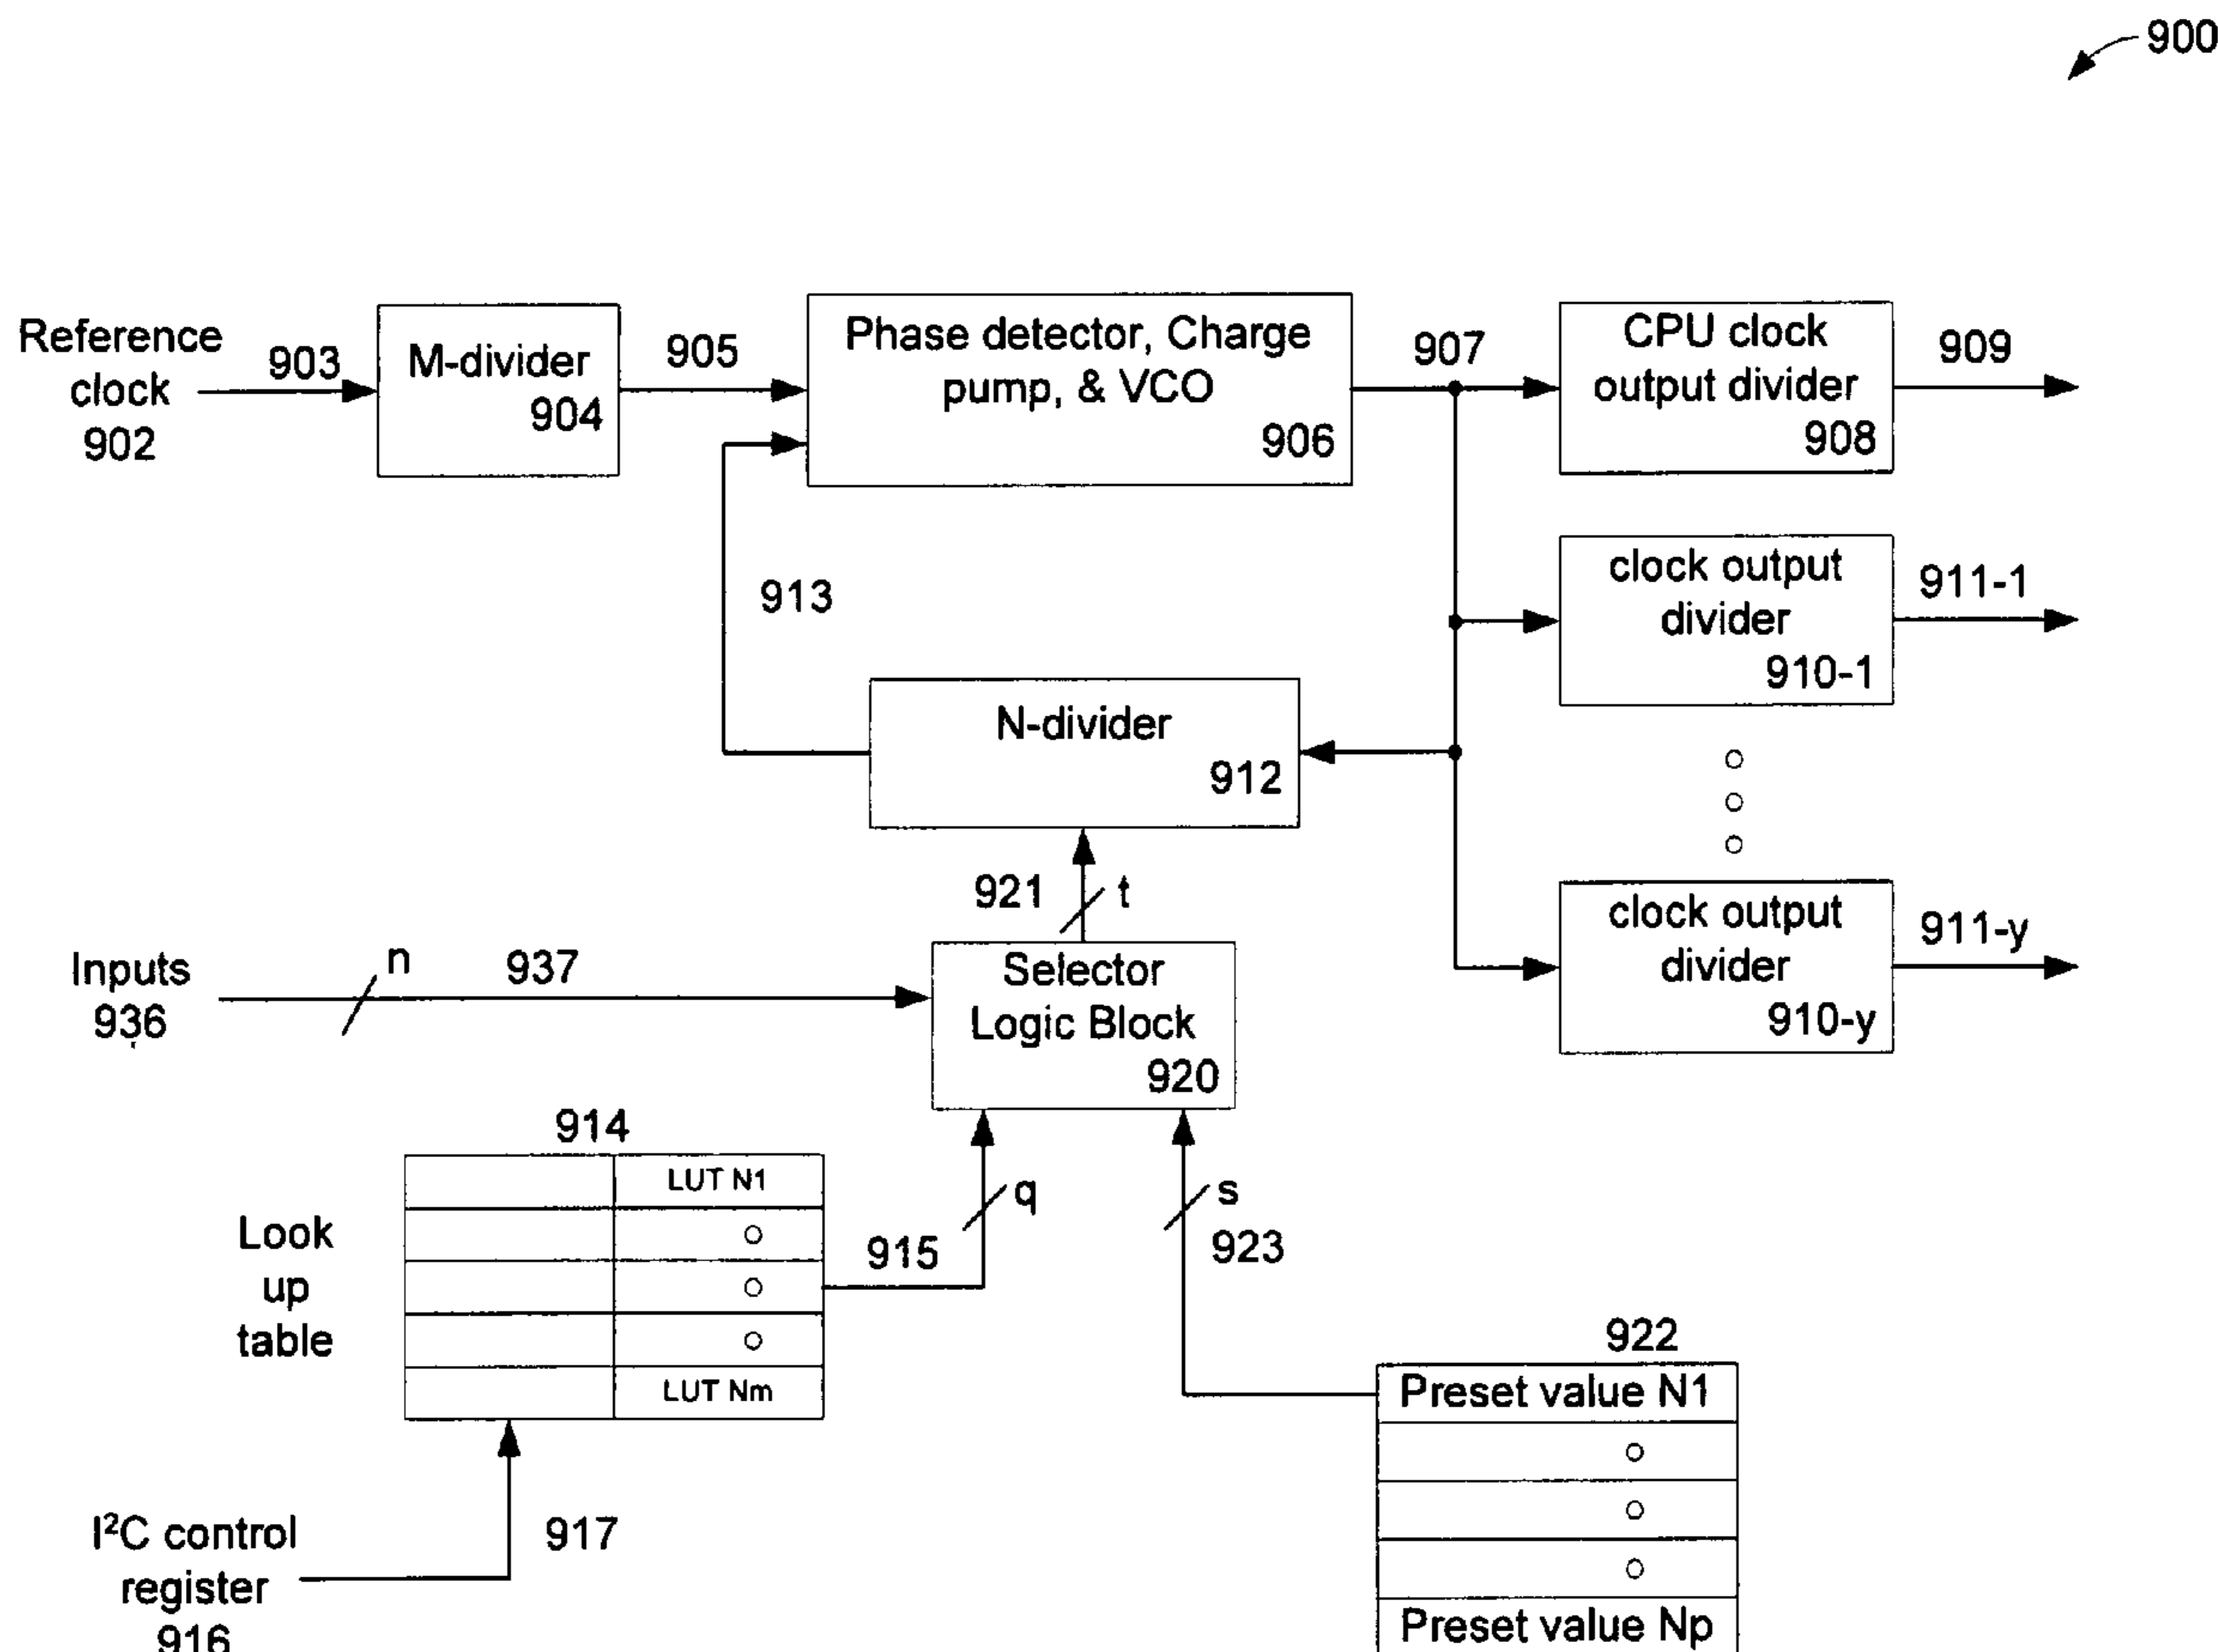 900
Reference
clock
902
903
M-divider
904
905
Phase detector, Charge
pump, & VCO
906
907
CPU clock
output divider
908
909
913
clock output
divider
910-1
911-1
N-divider
912
921
t
clock output
divider
910-y
911-y
Inputs
936
n
937
Selector
Logic Block
920
914
LUT N1
LUT Nm
Look
up
table
915
q
s
923
922
Preset value N1
Preset value Np
I²C control
register
916
917